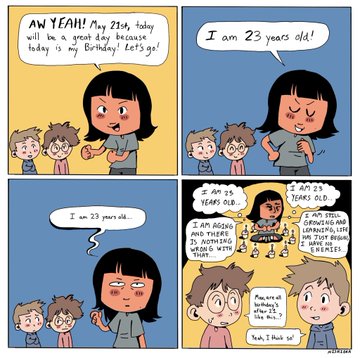 AW YEAH! May 21st, today
will be a great day because
today is my Birthday! Let's go!
I am 23 years old!
I am 23 years old...
I AM 23
YEARS OLD...
I AM AGING
AND THERE
IS NOTHING
WRONG WITH
THAT....
I AM 23
YEARS OLD...
I AM STILL
GROWING AND
LEARNING, LIFE
HAS JUST BEGUN,
I HAVE NO
ENEMIES...
Man, are all
birthday's
after 21
like this..?
Yeah, I think so!